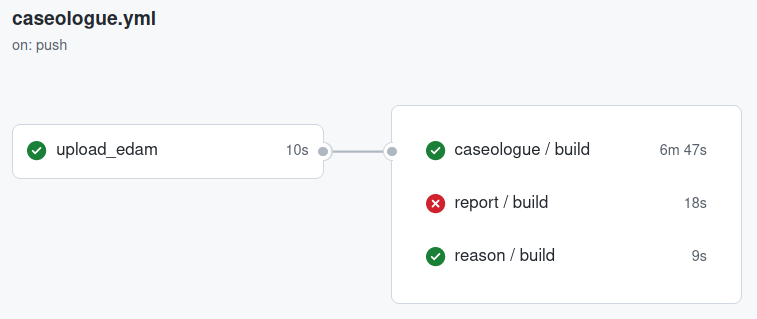 caseologue.yml
on: push
upload_edam 10s
caseologue / build 6m 47s
report / build 18s
reason / build 9s